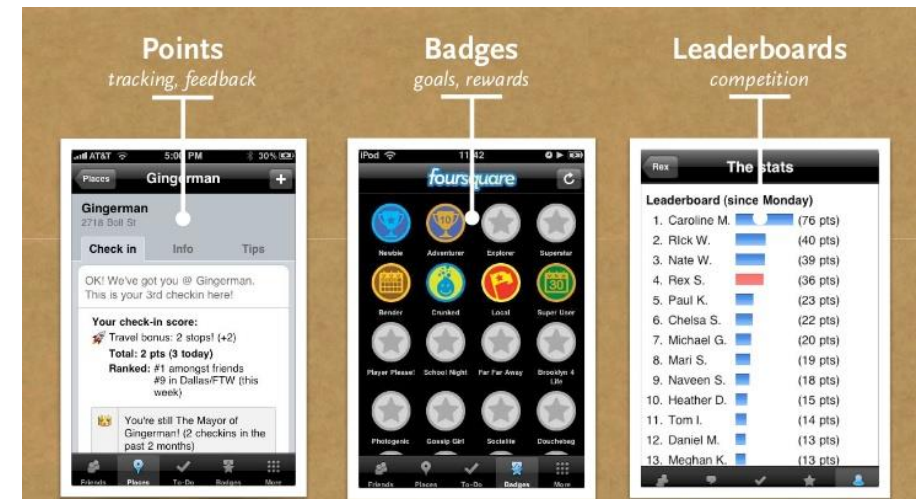 Points
tracking, feedback
Badges
goals, rewards
Leaderboards
competition
AT&T 5:00 PM 30%
Places Gingerman +
Gingerman
2718 Boll St
Check in Info Tips
OK! We've got you @ Gingerman.
This is your 3rd checkin here!
Your check-in score:
Travel bonus: 2 stops! (+2)
Total: 2 pts (3 today)
Ranked: #1 amongst friends
#9 in Dallas/FTW (this
week)
You're still The Mayor of
Gingerman! (2 checkins in the
past 2 months)
Friends Places To-Do Badges More
iPod 11:42
foursquare
10
30
Newbie Adventurer Explorer Superstar
Bender Crunked Local Super User
Player Please! School Night Far Far Away Brooklyn 4
Life
Photogenic Gossip Girl Socialite Douchebag
Friends Places To-Do Badges More
Rex The stats
Leaderboard (since Monday)
1. Caroline M. (76 pts)
2. Rick W. (40 pts)
3. Nate W. (39 pts)
4. Rex S. (36 pts)
5. Paul K. (23 pts)
6. Chelsa S. (22 pts)
7. Michael G. (20 pts)
8. Mari S. (19 pts)
9. Naveen S. (18 pts)
10. Heather D. (15 pts)
11. Tom I. (14 pts)
12. Daniel M. (13 pts)
13. Meghan K. (13 pts)